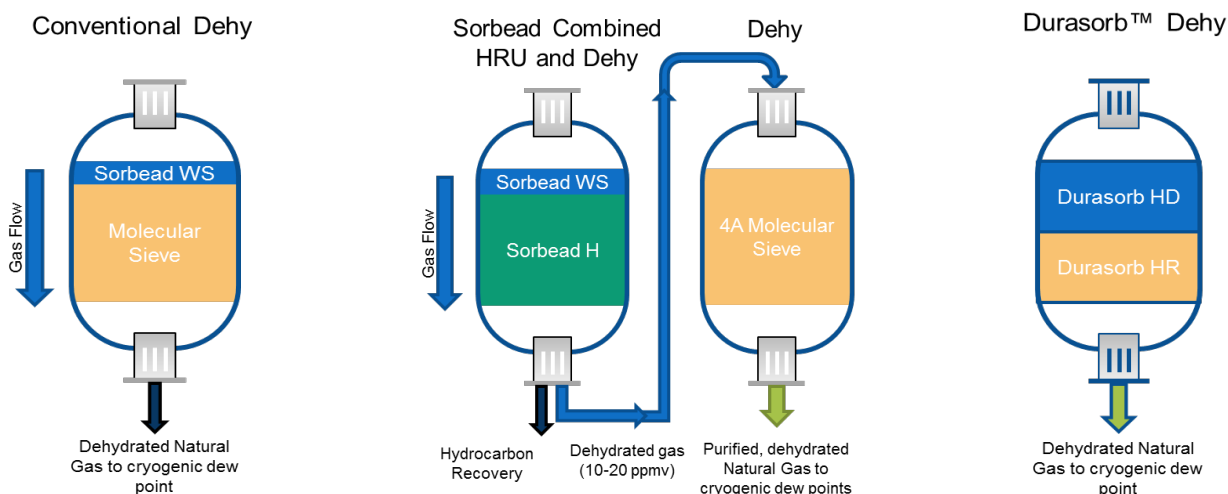 Conventional Dehy
Gas Flow
Sorbead WS
Molecular
Sieve
Dehydrated Natural
Gas to cryogenic dew
point
Sorbead Combined
HRU and Dehy
Gas Flow
Sorbead WS
Sorbead H
Hydrocarbon
Recovery
Dehydrated gas
(10-20 ppmv)
Dehy
4A Molecular
Sieve
Purified, dehydrated
Natural Gas to
cryogenic dew points
Durasorb™ Dehy
Durasorb HD
Durasorb HR
Dehydrated Natural
Gas to cryogenic dew
point